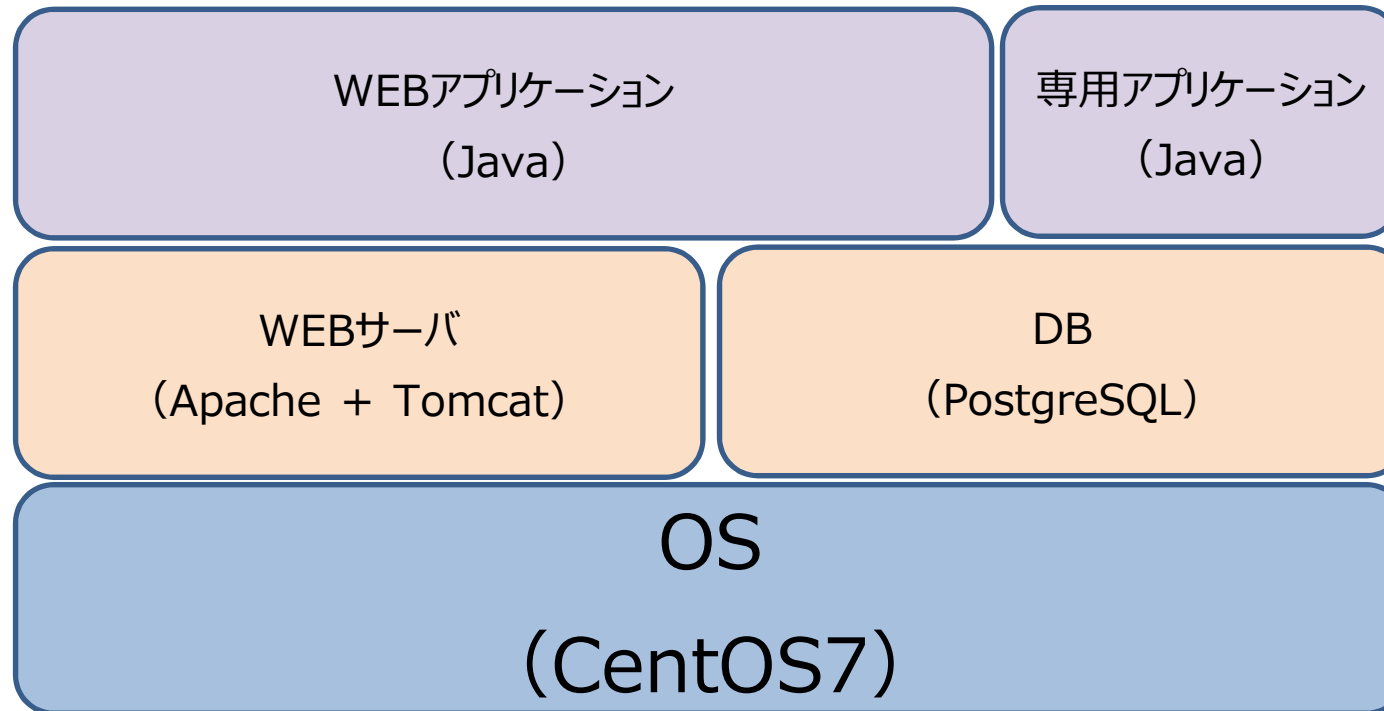 WEBアプリケーション
（Java）
専用アプリケーション
（Java）
WEBサーバ
（Apache + Tomcat）
DB
（PostgreSQL）
OS
（CentOS7）